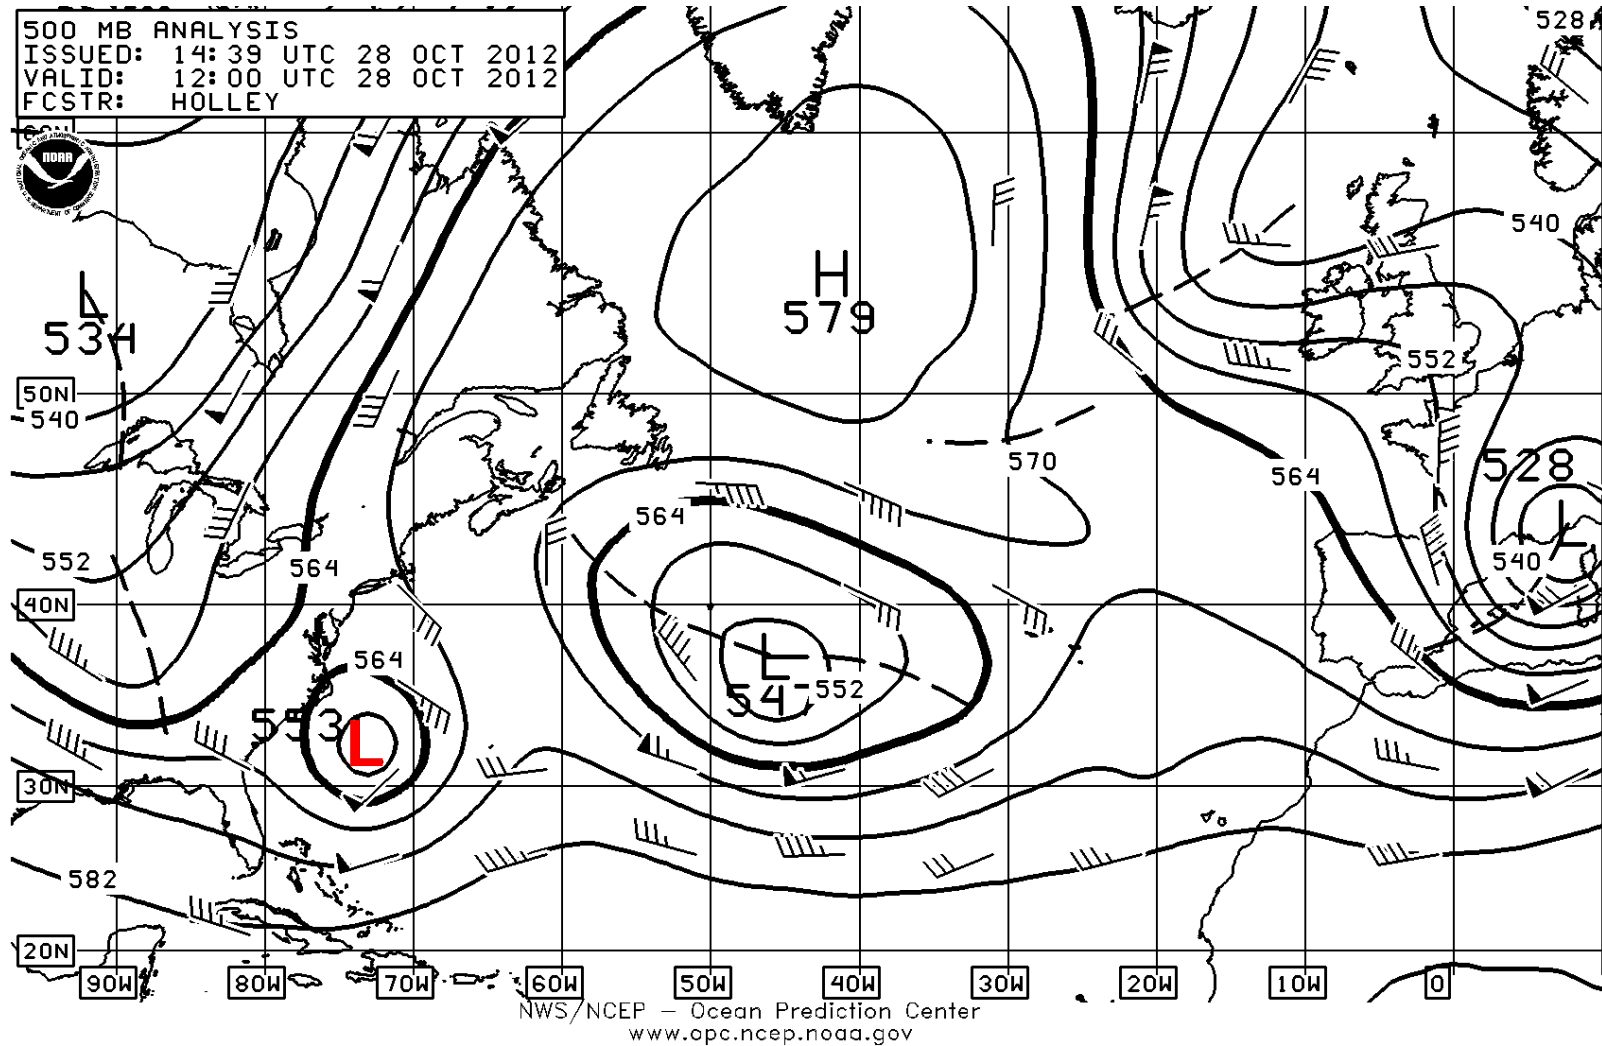 500 MB ANALYSIS
ISSUED: 14:39 UTC 28 OCT 2012
VALID: 12:00 UTC 28 OCT 2012
FCSTR: HOLLEY
528
NOAA
540
H
579
L
534
552
50N
540
570
528
564
L
564
552
564
540
40N
564
L
547
552
553
L
30N
582
20N
90W 80W 70W 60W 50W 40W 30W 20W 10W 0
NWS/NCEP – Ocean Prediction Center
www.opc.ncep.noaa.gov